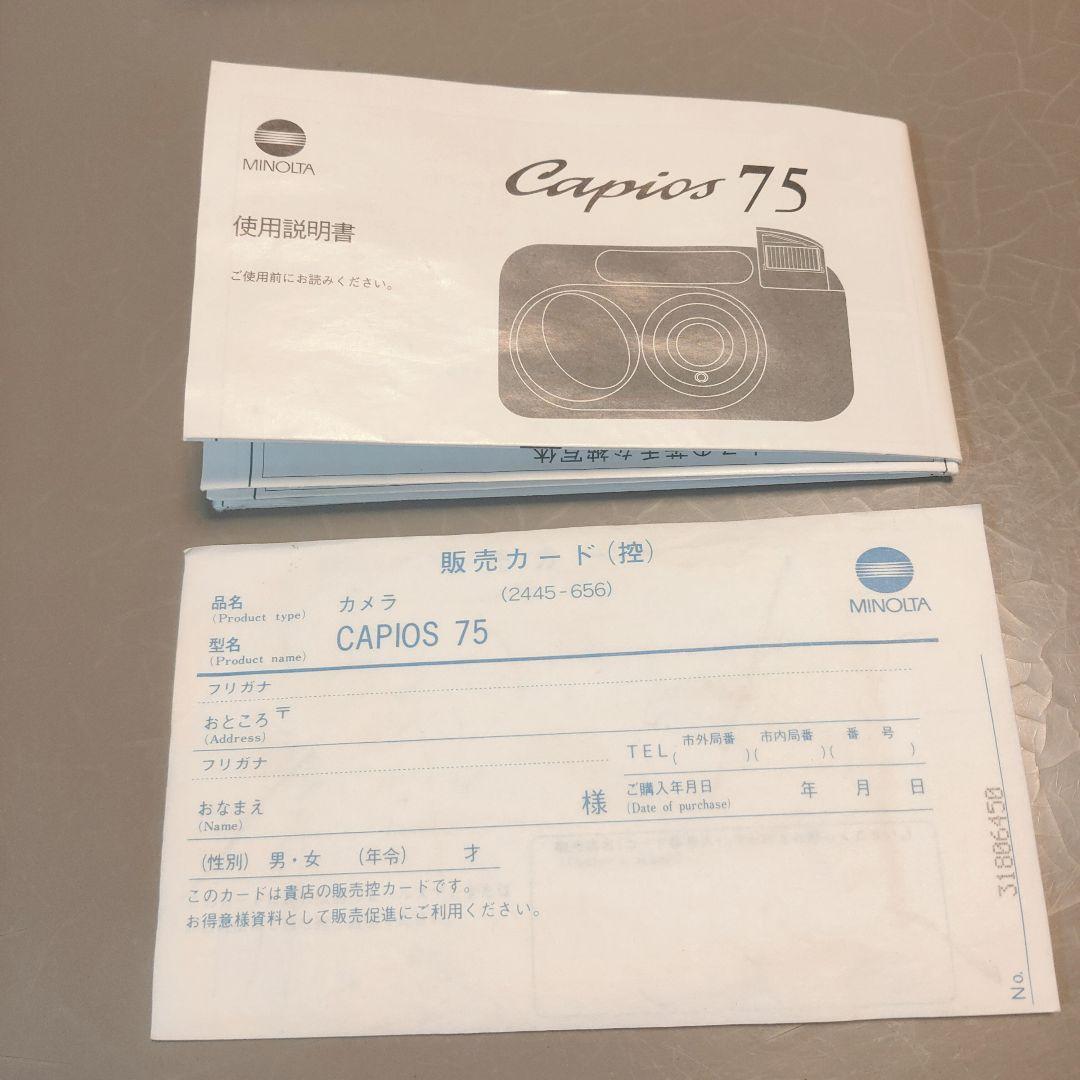 MINOLTA
Capios 75
使用説明書
ご使用前にお読みください。
販売カード(控)
(2445-656)
MINOLTA
品名
(Product type)
カメラ
型名
(Product name)
CAPIOS 75
フリガナ
おところ 〒
(Address)
TEL( 市外局番 )( 市内局番 )( 番 号 )
フリガナ
おなまえ 様
(Name)
ご購入年月日 年 月 日
(Date of purchase)
(性別) 男・女 (年令) 才
このカードは貴店の販売控カードです。
お得意様資料として販売促進にご利用ください。
No. 31806450